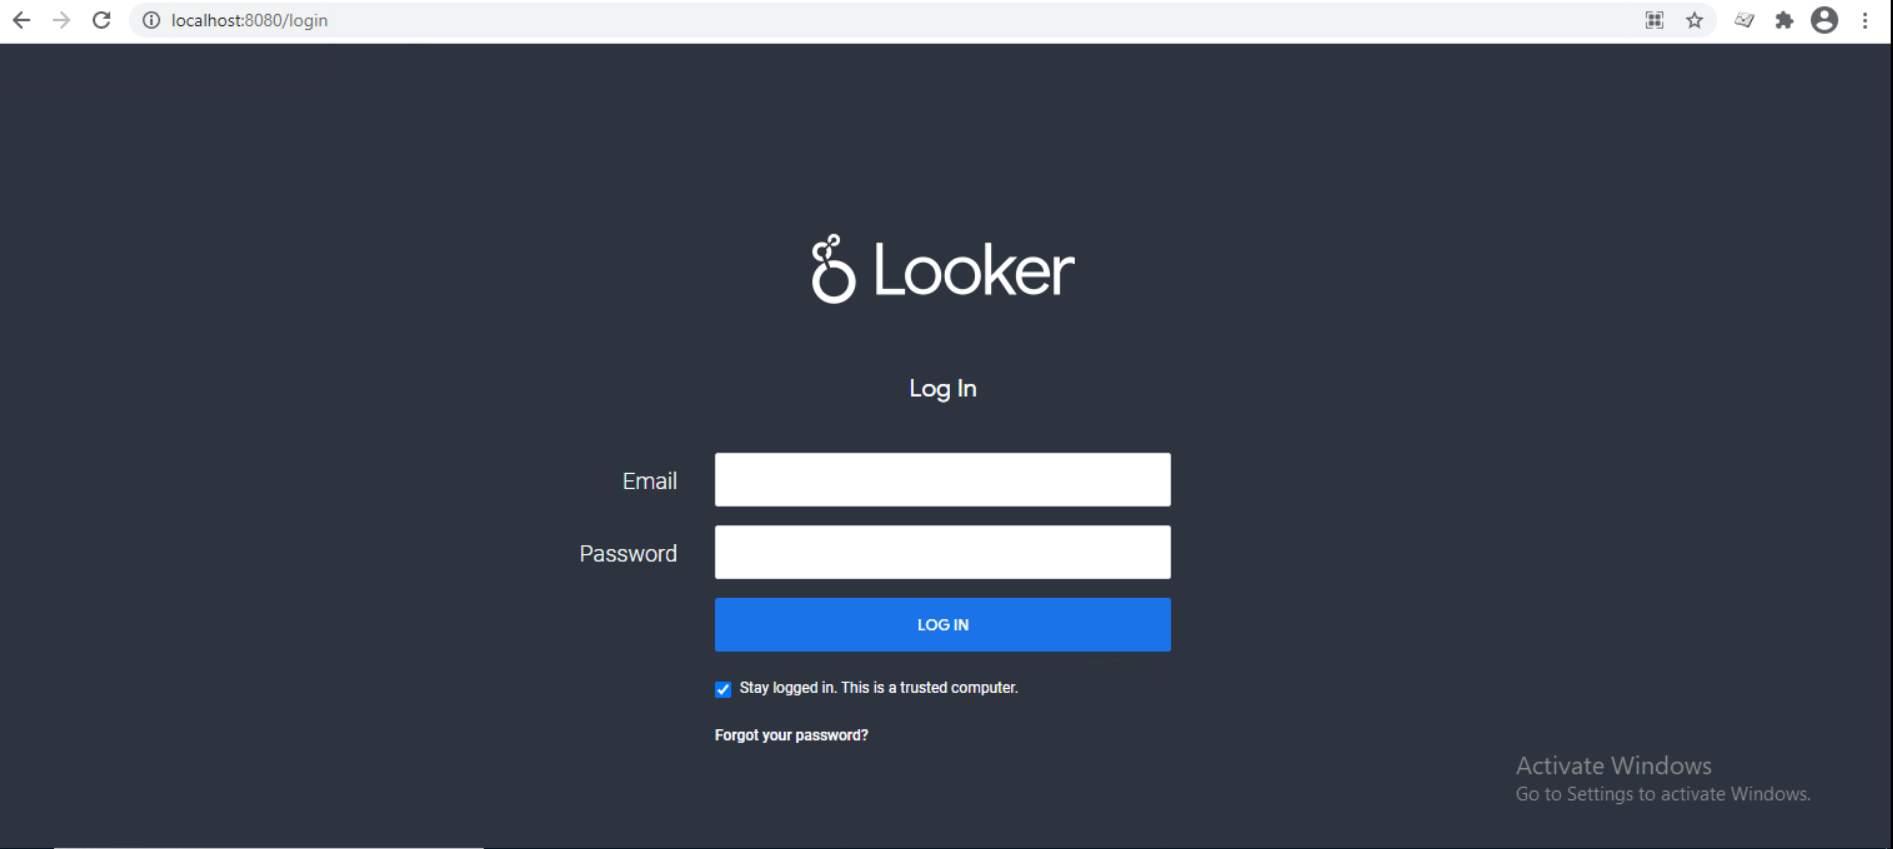 localhost:8080/login
Looker
Log In
Email
Password
LOG IN
Stay logged in. This is a trusted computer.
Forgot your password?
Activate Windows
Go to Settings to activate Windows.